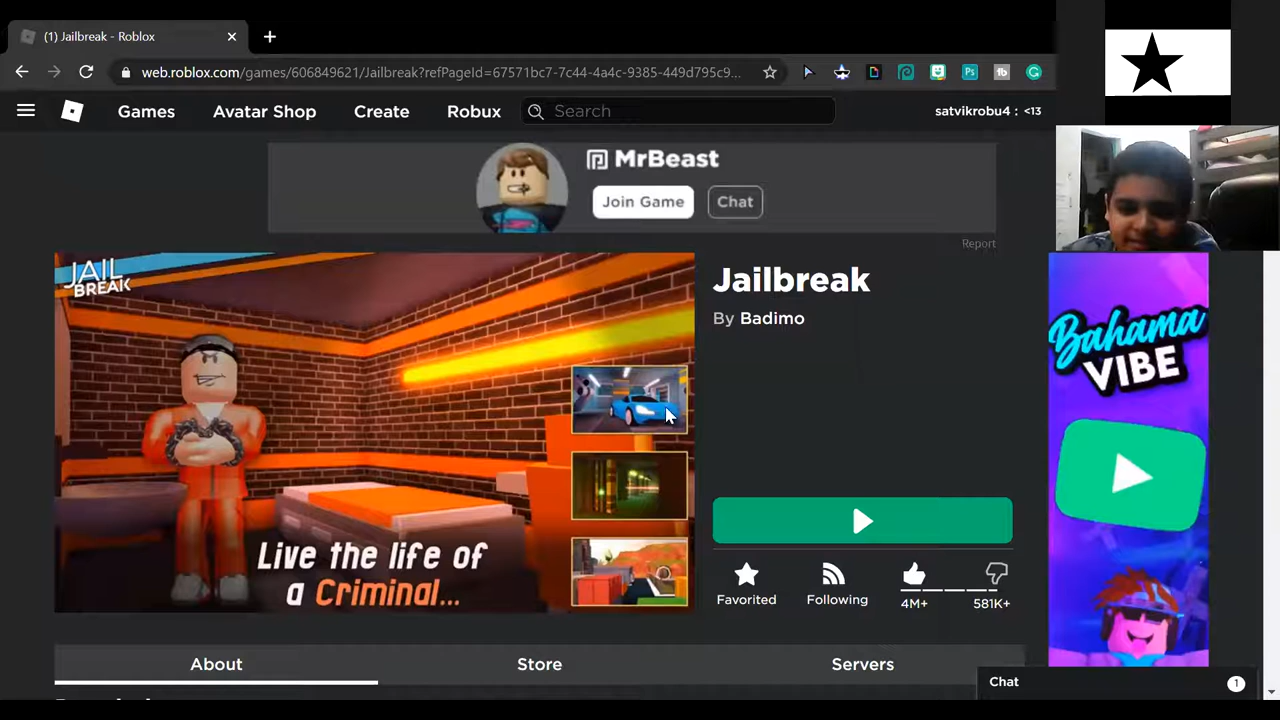 (1) Jailbreak - Roblox
web.roblox.com/games/606849621/Jailbreak?refPageId=67571bc7-7c44-4a4c-9385-449d795c9...
Ps
fb
Games
Avatar Shop
Create
Robux
Search
satvikrobu4 : <13
MrBeast
Join Game
Chat
Report
JAIL
BREAK
Live the life of
a Criminal...
Jailbreak
By Badimo
Favorited
Following
4M+
581K+
Bahama
VIBE
About
Store
Servers
Chat
1